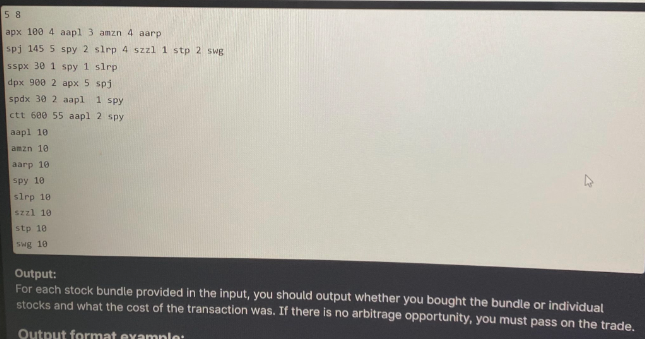 5 8
apx 100 4 aapl 3 amzn 4 aarp
spj 145 5 spy 2 slrp 4 szzl 1 stp 2 swg
sspx 30 1 spy 1 slrp
dpx 900 2 apx 5 spj
spdx 30 2 aapl  1 spy
ctt 600 55 aapl 2 spy
aapl 10
amzn 10
aarp 10
spy 10
slrp 10
szzl 10
stp 10
swg 10
Output:
For each stock bundle provided in the input, you should output whether you bought the bundle or individual
stocks and what the cost of the transaction was. If there is no arbitrage opportunity, you must pass on the trade.
Output format example: